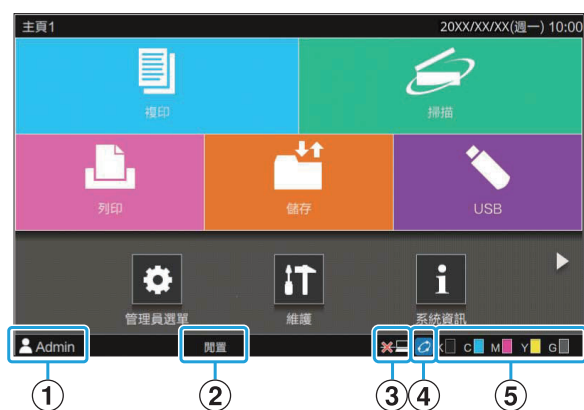 主頁1
20XX/XX/XX(週一) 10:00
複印
掃描
列印
儲存
USB
管理員選單
維護
系統資訊
Admin
閒置
K C M Y G
1
2
3
4
5